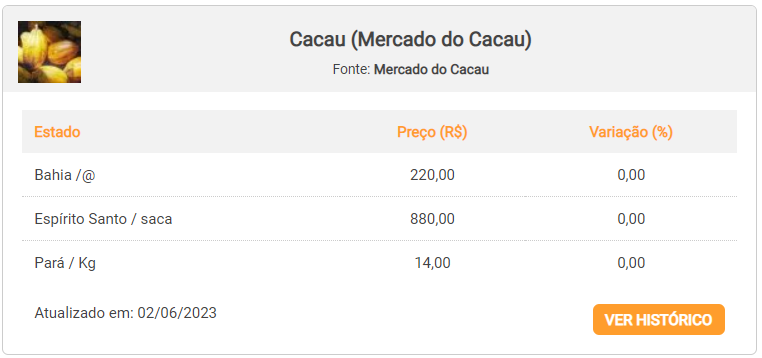 Cacau (Mercado do Cacau)
Fonte: Mercado do Cacau
Estado Preço (R$) Variação (%)
Bahia /@ 220,00 0,00
Espírito Santo / saca 880,00 0,00
Pará / Kg 14,00 0,00
Atualizado em: 02/06/2023
VER HISTÓRICO